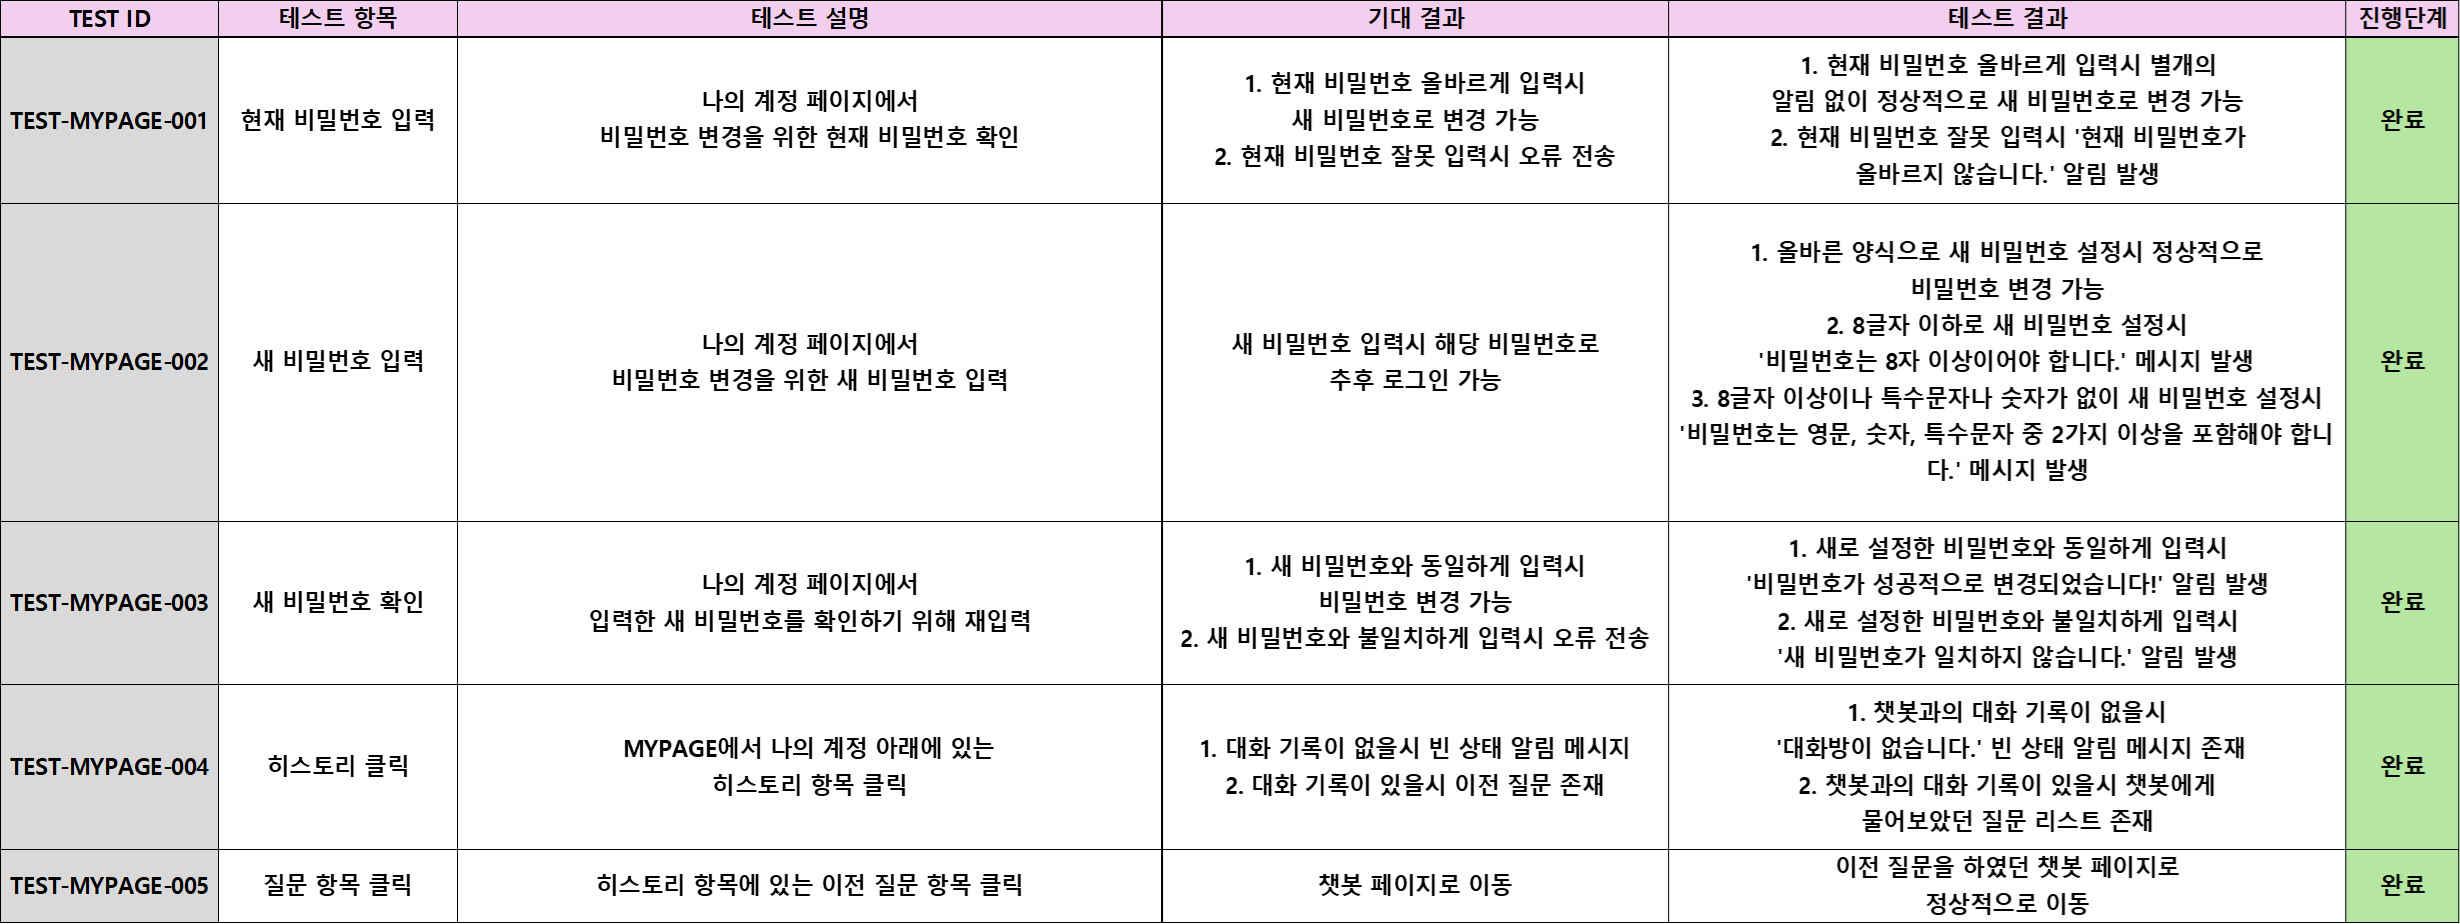 TEST ID
테스트 항목
테스트 설명
기대 결과
테스트 결과
진행단계
TEST-MYPAGE-001
현재 비밀번호 입력
나의 계정 페이지에서
비밀번호 변경을 위한 현재 비밀번호 확인
1. 현재 비밀번호 올바르게 입력시
새 비밀번호로 변경 가능
2. 현재 비밀번호 잘못 입력시 오류 전송
1. 현재 비밀번호 올바르게 입력시 별개의
알림 없이 정상적으로 새 비밀번호로 변경 가능
2. 현재 비밀번호 잘못 입력시 '현재 비밀번호가
올바르지 않습니다.' 알림 발생
완료
TEST-MYPAGE-002
새 비밀번호 입력
나의 계정 페이지에서
비밀번호 변경을 위한 새 비밀번호 입력
새 비밀번호 입력시 해당 비밀번호로
추후 로그인 가능
1. 올바른 양식으로 새 비밀번호 설정시 정상적으로
비밀번호 변경 가능
2. 8글자 이하로 새 비밀번호 설정시
'비밀번호는 8자 이상이어야 합니다.' 메시지 발생
3. 8글자 이상이나 특수문자나 숫자가 없이 새 비밀번호 설정시
'비밀번호는 영문, 숫자, 특수문자 중 2가지 이상을 포함해야 합니
다.' 메시지 발생
완료
TEST-MYPAGE-003
새 비밀번호 확인
나의 계정 페이지에서
입력한 새 비밀번호를 확인하기 위해 재입력
1. 새 비밀번호와 동일하게 입력시
비밀번호 변경 가능
2. 새 비밀번호와 불일치하게 입력시 오류 전송
1. 새로 설정한 비밀번호와 동일하게 입력시
'비밀번호가 성공적으로 변경되었습니다!' 알림 발생
2. 새로 설정한 비밀번호와 불일치하게 입력시
'새 비밀번호가 일치하지 않습니다.' 알림 발생
완료
TEST-MYPAGE-004
히스토리 클릭
MYPAGE에서 나의 계정 아래에 있는
히스토리 항목 클릭
1. 대화 기록이 없을시 빈 상태 알림 메시지
2. 대화 기록이 있을시 이전 질문 존재
1. 챗봇과의 대화 기록이 없을시
'대화방이 없습니다.' 빈 상태 알림 메시지 존재
2. 챗봇과의 대화 기록이 있을시 챗봇에게
물어보았던 질문 리스트 존재
완료
TEST-MYPAGE-005
질문 항목 클릭
히스토리 항목에 있는 이전 질문 항목 클릭
챗봇 페이지로 이동
이전 질문을 하였던 챗봇 페이지로
정상적으로 이동
완료